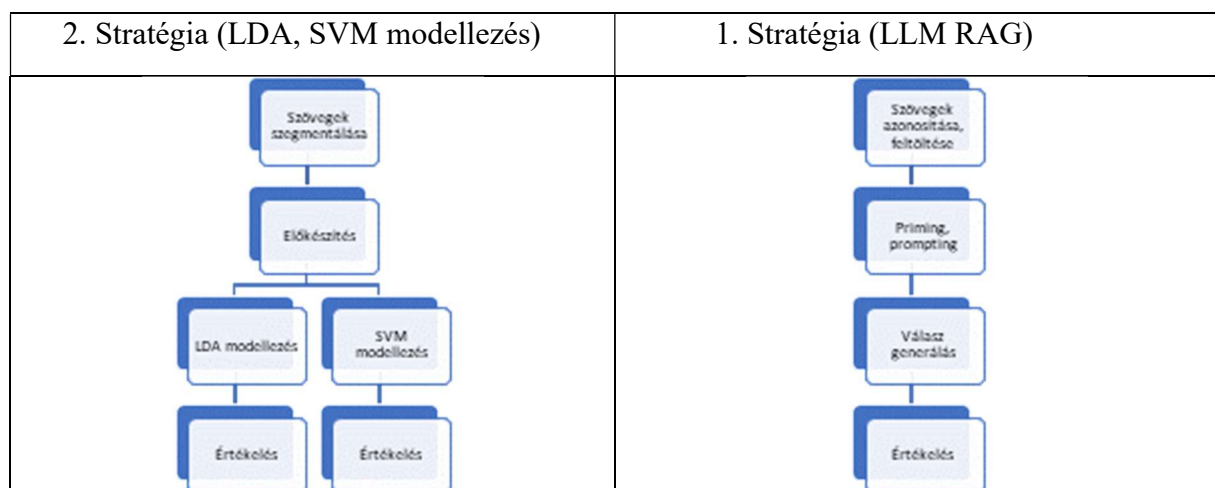 2. Stratégia (LDA, SVM modellezés)
1. Stratégia (LLM RAG)
Szövegek
szegmentálása
Előkészítés
LDA modellezés
SVM
modellezés
Értékelés
Értékelés
Szövegek
azonosítása,
feltöltése
Priming,
prompting
Válasz
generálás
Értékelés